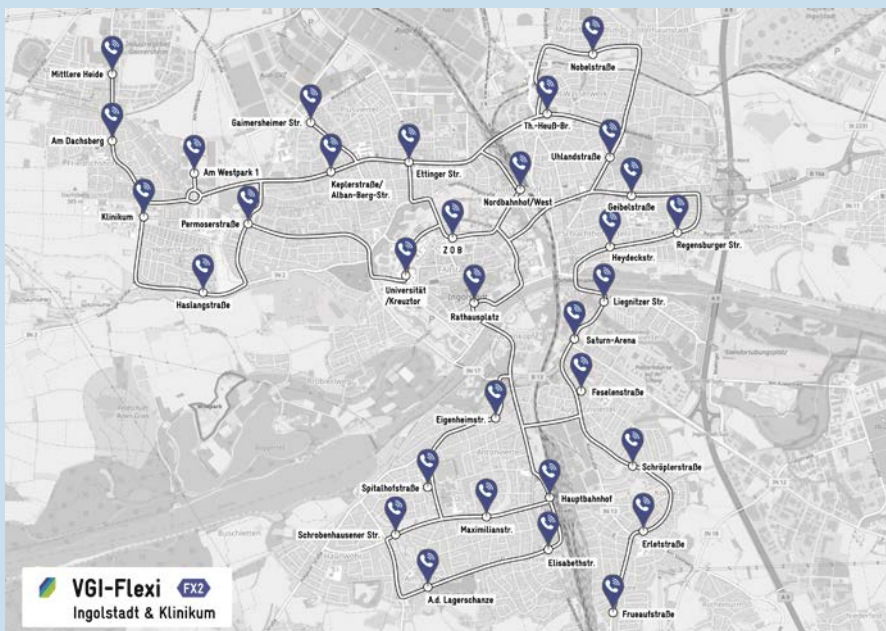 Nobelstraße
Mittlere Heide
Gaimersheimer Str.
Th.-Heuß-Br.
Am Dachsberg
Uhlandstraße
Am Westpark 1
Keplerstraße/
Alban-Berg-Str.
Ettinger Str.
Nordbahnhof/West
Geibelstraße
Klinikum
Permoserstraße
Z O B
Heydeckstr.
Regensburger Str.
Universität
/Kreuztor
Haslangstraße
Rathausplatz
Liegnitzer Str.
Saturn-Arena
Feselenstraße
Eigenheimstr.
Schröplerstraße
Spitalhofstraße
Hauptbahnhof
Maximilianstr.
Schrobenhausener Str.
Erletstraße
Elisabethstr.
A.d. Lagerschanze
Frueaufstraße
VGI-Flexi FX2
Ingolstadt & Klinikum